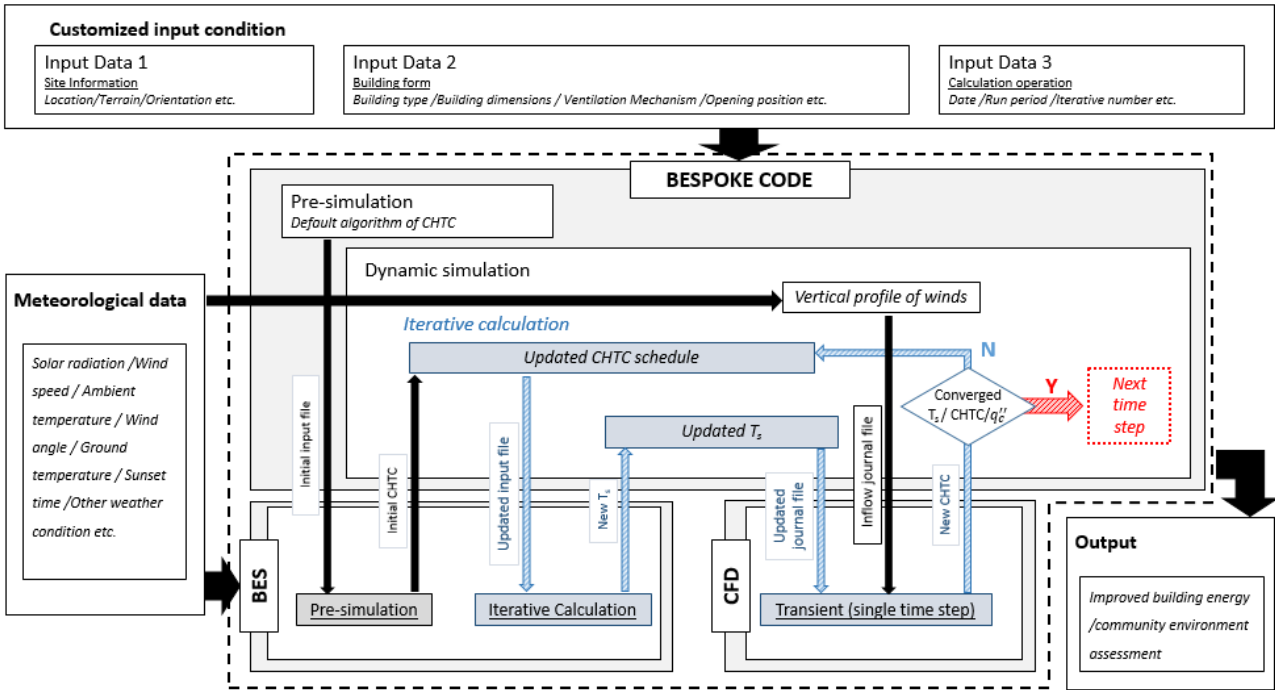 Customized input condition
Input Data 1
Site Information
Location/Terrain/Orientation etc.
Input Data 2
Building form
Building type /Building dimensions / Ventilation Mechanism /Opening position etc.
Input Data 3
Calculation operation
Date /Run period /Iterative number etc.
BESPOKE CODE
Pre-simulation
Default algorithm of CHTC
Dynamic simulation
Meteorological data
Solar radiation /Wind
speed / Ambient
temperature / Wind
angle / Ground
temperature / Sunset
time /Other weather
condition etc.
Vertical profile of winds
Iterative calculation
Updated CHTC schedule
N
Converged
Tₛ/ CHTC/q_c''
Y
Next
time
step
Updated Tₛ
Initial input file
Initial CHTC
Updated input file
New Tₛ
Updated
journal file
Inflow journal file
New CHTC
BES
Pre-simulation
Iterative Calculation
CFD
Transient (single time step)
Output
Improved building energy
/community environment
assessment